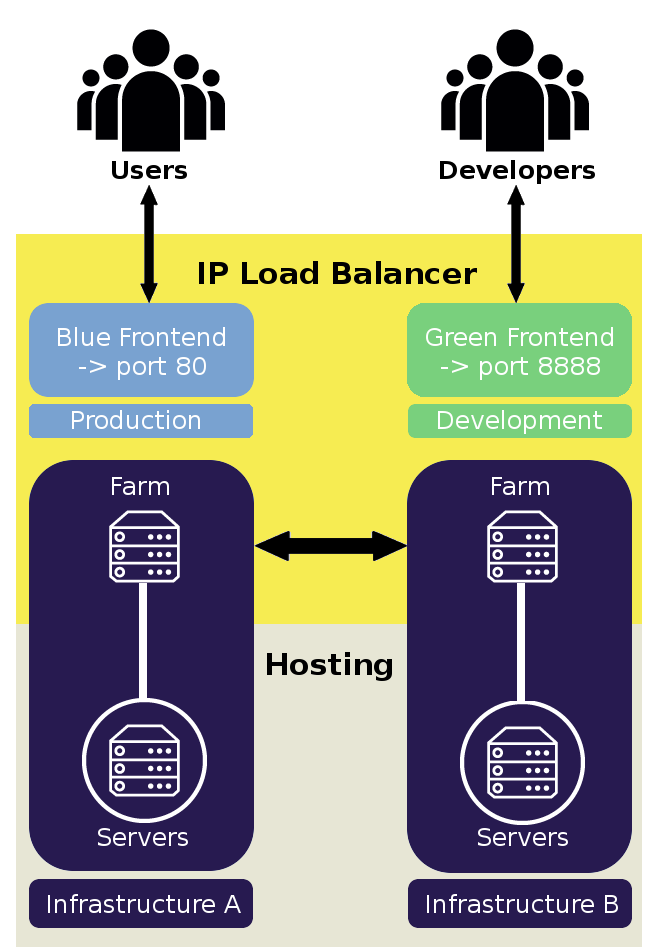 Users
Developers
IP Load Balancer
Blue Frontend
-> port 80
Green Frontend
-> port 8888
Production
Development
Farm
Farm
Hosting
Servers
Servers
Infrastructure A
Infrastructure B